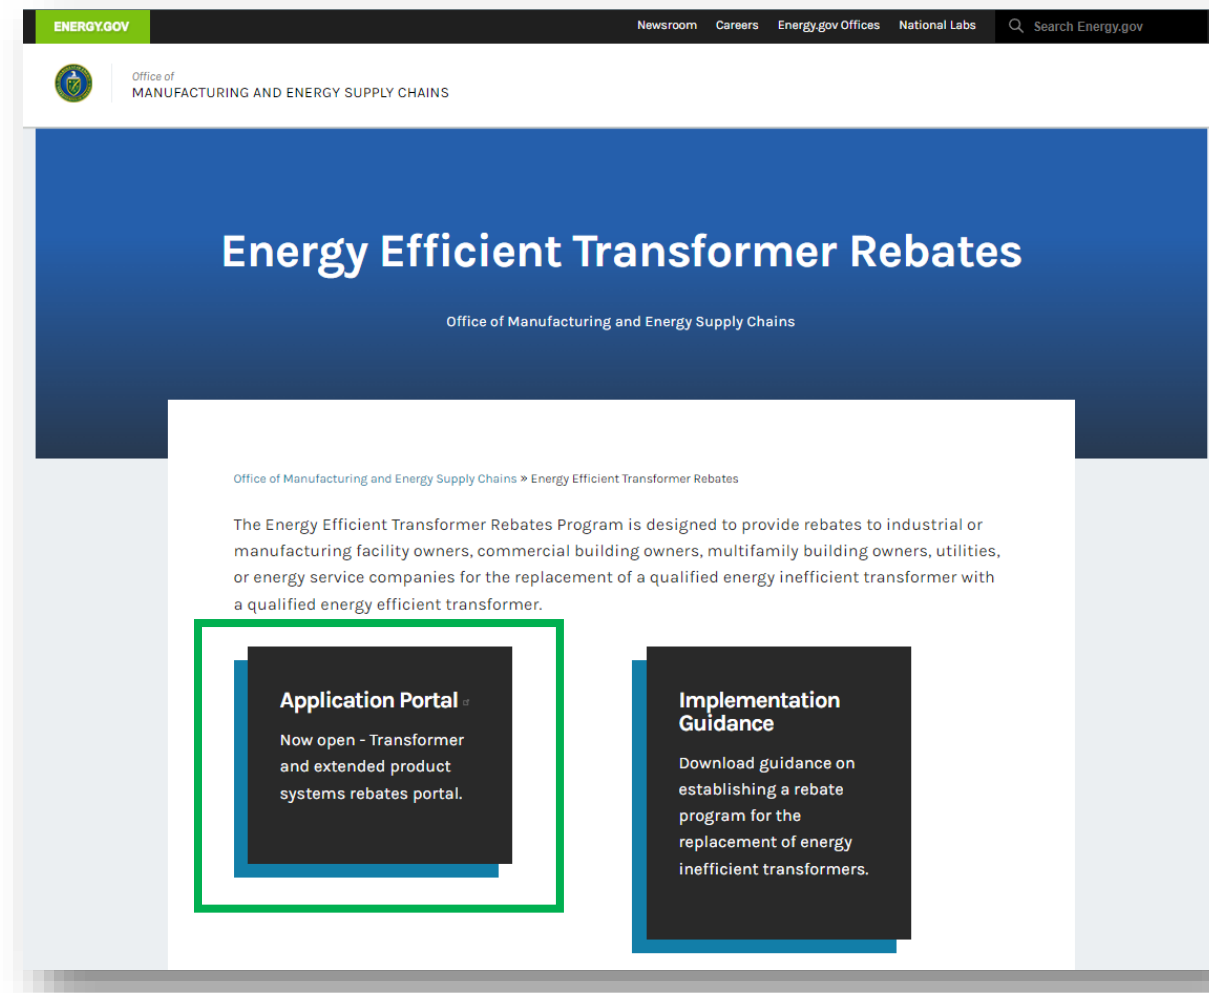 ENERGY.GOV
Newsroom Careers Energy.gov Offices National Labs Search Energy.gov
Office of
MANUFACTURING AND ENERGY SUPPLY CHAINS
Energy Efficient Transformer Rebates
Office of Manufacturing and Energy Supply Chains
Office of Manufacturing and Energy Supply Chains » Energy Efficient Transformer Rebates
The Energy Efficient Transformer Rebates Program is designed to provide rebates to industrial or
manufacturing facility owners, commercial building owners, multifamily building owners, utilities,
or energy service companies for the replacement of a qualified energy inefficient transformer with
a qualified energy efficient transformer.
Application Portal
Now open - Transformer
and extended product
systems rebates portal.
Implementation
Guidance
Download guidance on
establishing a rebate
program for the
replacement of energy
inefficient transformers.